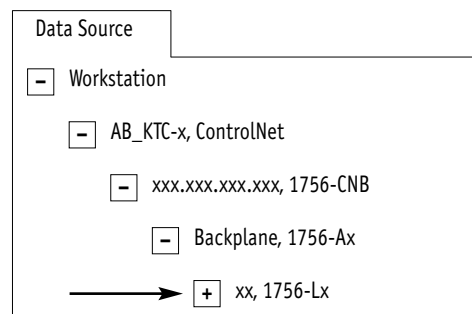 Data Source
− Workstation
− AB_KTC-x, ControlNet
− xxx.xxx.xxx.xxx, 1756-CNB
− Backplane, 1756-Ax
+ xx, 1756-Lx